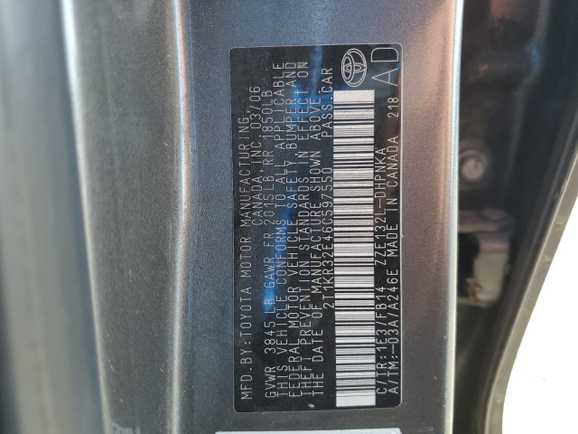 MFD.BY:TOYOTA MOTOR MANUFACTURING
CANADA, INC. 03/06
GVWR 3845 LB GAWR FR 2015LB RR 1850LB
THIS VEHICLE CONFORMS TO ALL APPLICABLE
FEDERAL MOTOR VEHICLE SAFETY BUMPER AND
THEFT PREVENTION STANDARDS IN EFFECT ON
THE DATE OF MANUFACTURE SHOWN ABOVE.
2T1KR32E46C597550 PASS.CAR
C/TR:1E3/FB14 ZZE132L-DHPNKA
A/TM:-03A/A246E MADE IN CANADA 218
AD